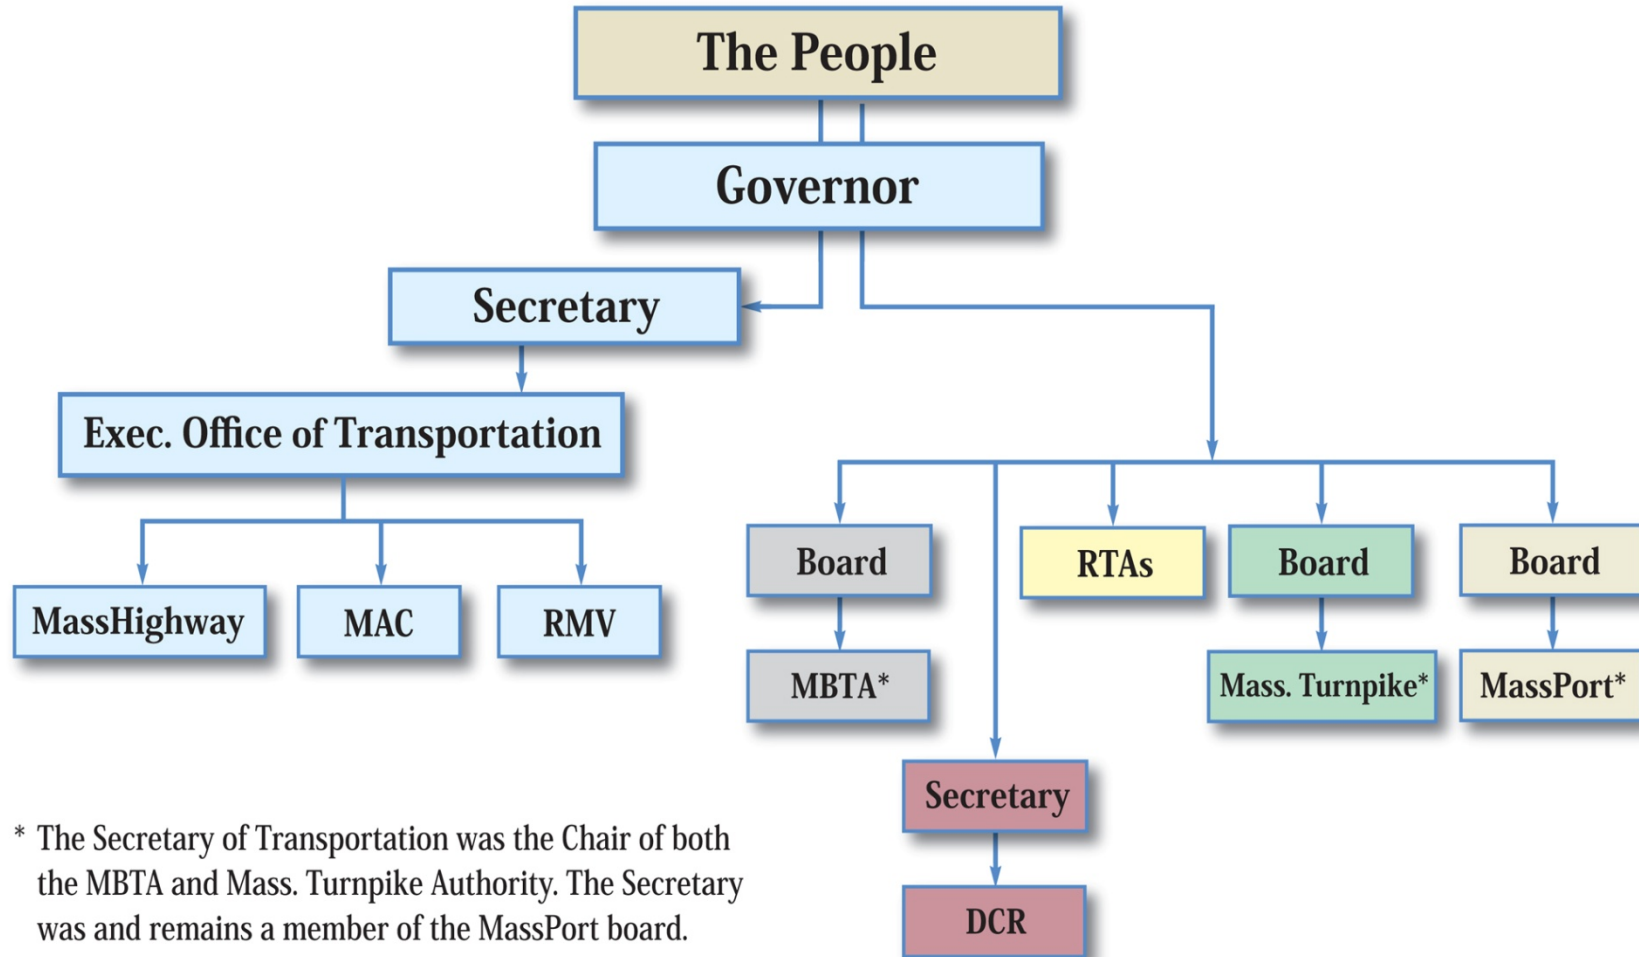 The People
Governor
Secretary
Exec. Office of Transportation
MassHighway
MAC
RMV
Board
RTAs
Board
Board
MBTA*
Mass. Turnpike*
MassPort*
Secretary
DCR
* The Secretary of Transportation was the Chair of both
the MBTA and Mass. Turnpike Authority. The Secretary
was and remains a member of the MassPort board.